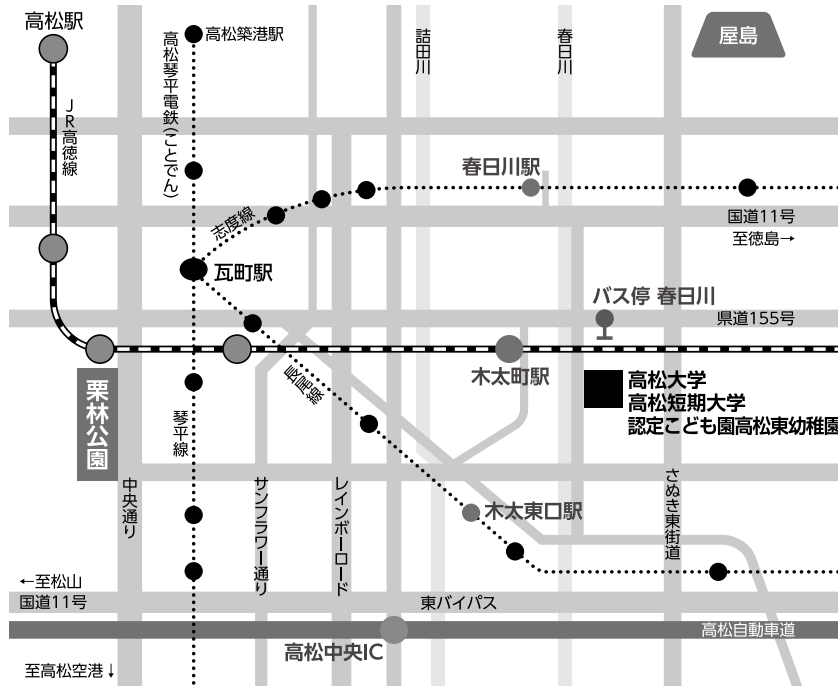 高松駅
高松築港駅
詰田川
春日川
屋島
高松琴平電鉄(ことでん)
JR高徳線
春日川駅
志度線
国道11号
至徳島→
瓦町駅
バス停 春日川
県道155号
木太町駅
高松大学
高松短期大学
認定こども園高松東幼稚園
栗林公園
長尾線
琴平線
中央通り
サンフラワー通り
レインボーロード
さぬき東街道
木太東口駅
←至松山
国道11号
東バイパス
高松自動車道
高松中央IC
至高松空港↓